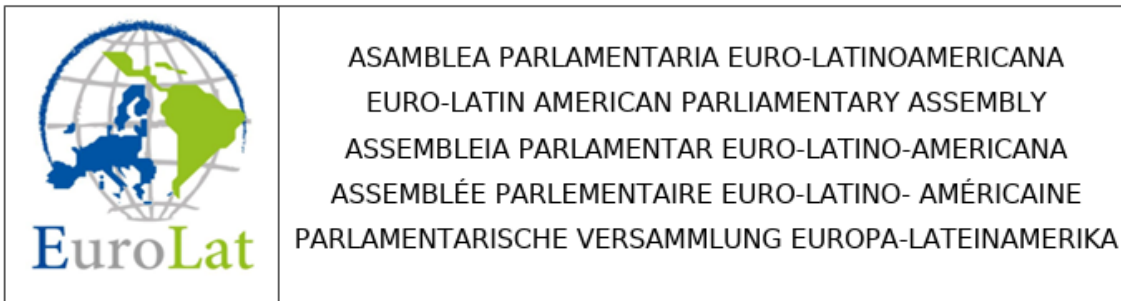 EuroLat
ASAMBLEA PARLAMENTARIA EURO-LATINOAMERICANA
EURO-LATIN AMERICAN PARLIAMENTARY ASSEMBLY
ASSEMBLEIA PARLAMENTAR EURO-LATINO-AMERICANA
ASSEMBLÉE PARLEMENTAIRE EURO-LATINO- AMÉRICAINE
PARLAMENTARISCHE VERSAMMLUNG EUROPA-LATEINAMERIKA